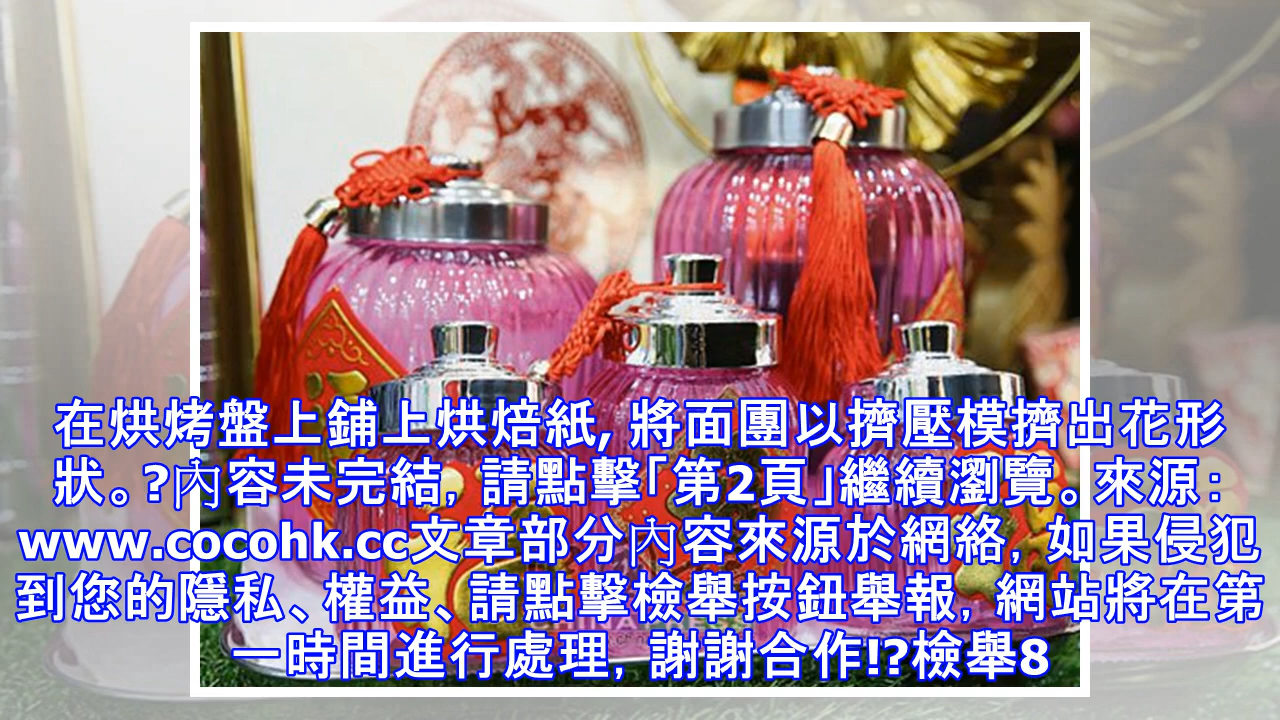 在烘烤盤上鋪上烘焙紙, 將面團以擠壓模擠出花形
狀。?內容未完結, 請點擊「第2頁」繼續瀏覽。來源：
www.cocohk.cc文章部分內容來源於網絡, 如果侵犯
到您的隱私、權益、請點擊檢舉按鈕舉報, 網站將在第
一時間進行處理, 謝謝合作!?檢舉8